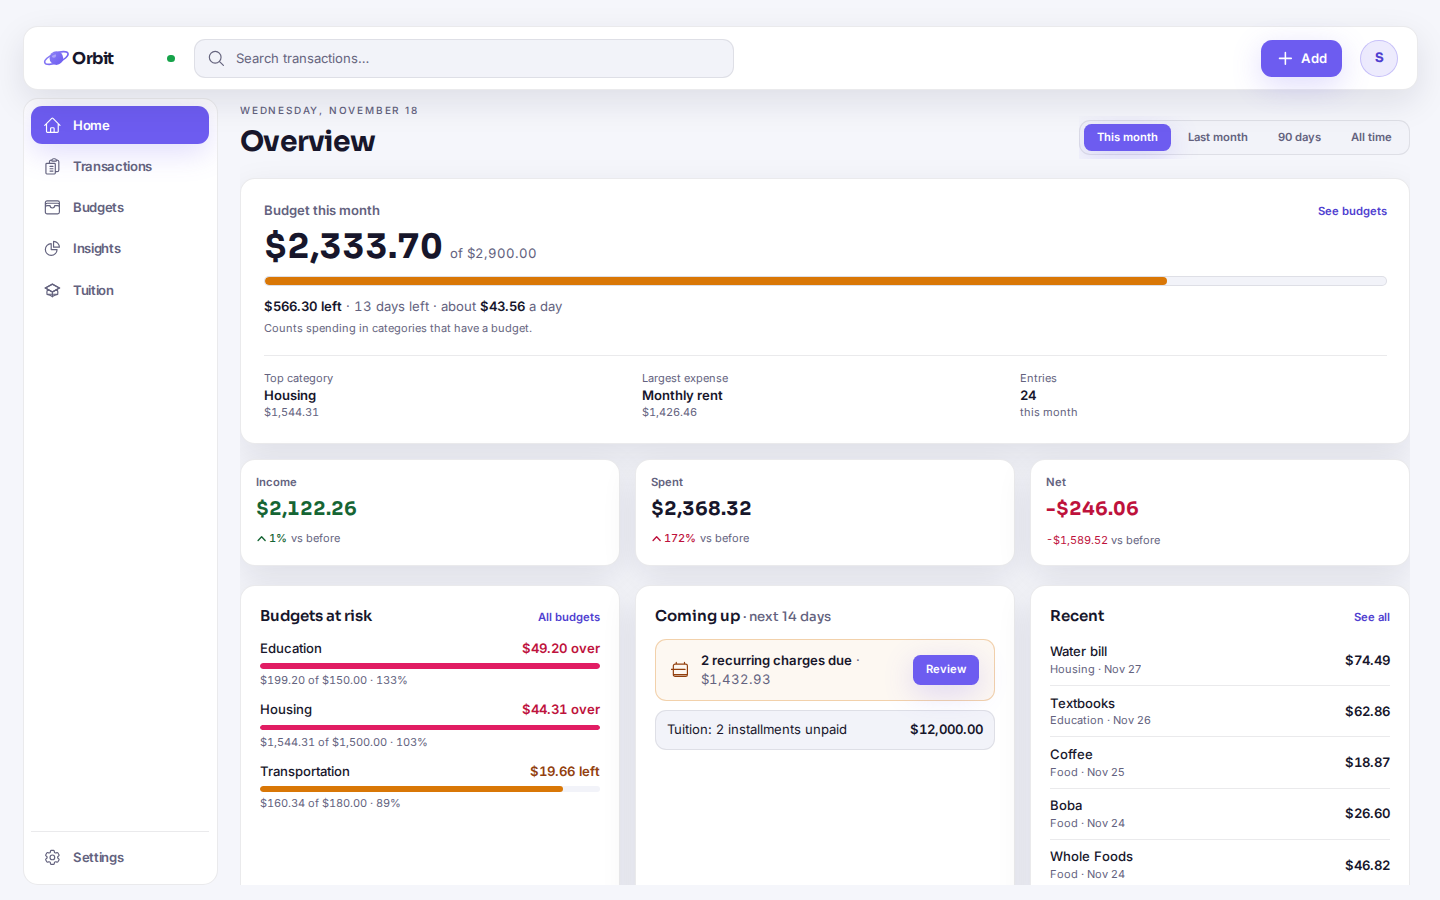 Orbit
Search transactions...
Add
S
Home
Transactions
Budgets
Insights
Tuition
Settings
WEDNESDAY, NOVEMBER 18
Overview
This month
Last month
90 days
All time
Budget this month
See budgets
$2,333.70 of $2,900.00
$566.30 left · 13 days left · about $43.56 a day
Counts spending in categories that have a budget.
Top category
Housing
$1,544.31
Largest expense
Monthly rent
$1,426.46
Entries
24
this month
Income
$2,122.26
1% vs before
Spent
$2,368.32
172% vs before
Net
-$246.06
-$1,589.52 vs before
Budgets at risk
All budgets
Education
$49.20 over
$199.20 of $150.00 · 133%
Housing
$44.31 over
$1,544.31 of $1,500.00 · 103%
Transportation
$19.66 left
$160.34 of $180.00 · 89%
Coming up · next 14 days
2 recurring charges due ·
$1,432.93
Review
Tuition: 2 installments unpaid
$12,000.00
Recent
See all
Water bill
Housing · Nov 27
$74.49
Textbooks
Education · Nov 26
$62.86
Coffee
Food · Nov 25
$18.87
Boba
Food · Nov 24
$26.60
Whole Foods
Food · Nov 24
$46.82